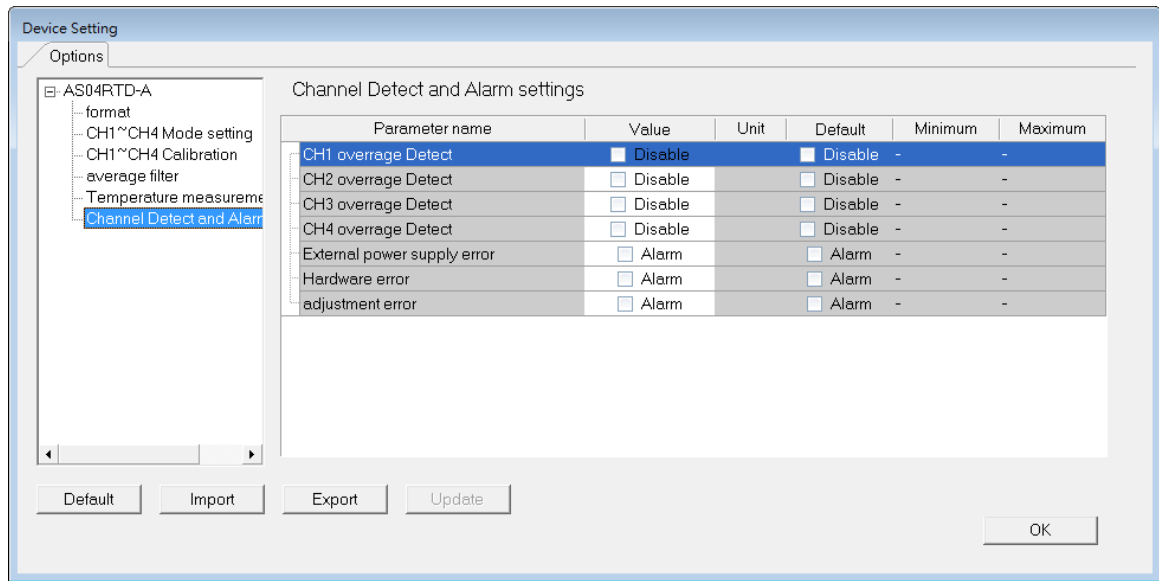 Device Setting
Options
AS04RTD-A
format
CH1~CH4 Mode setting
CH1~CH4 Calibration
average filter
Temperature measureme
Channel Detect and Alarr
Channel Detect and Alarm settings
Parameter name Value Unit Default Minimum Maximum
CH1 overrage Detect Disable Disable - -
CH2 overrage Detect Disable Disable - -
CH3 overrage Detect Disable Disable - -
CH4 overrage Detect Disable Disable - -
External power supply error Alarm Alarm - -
Hardware error Alarm Alarm - -
adjustment error Alarm Alarm - -
Default Import Export Update
OK